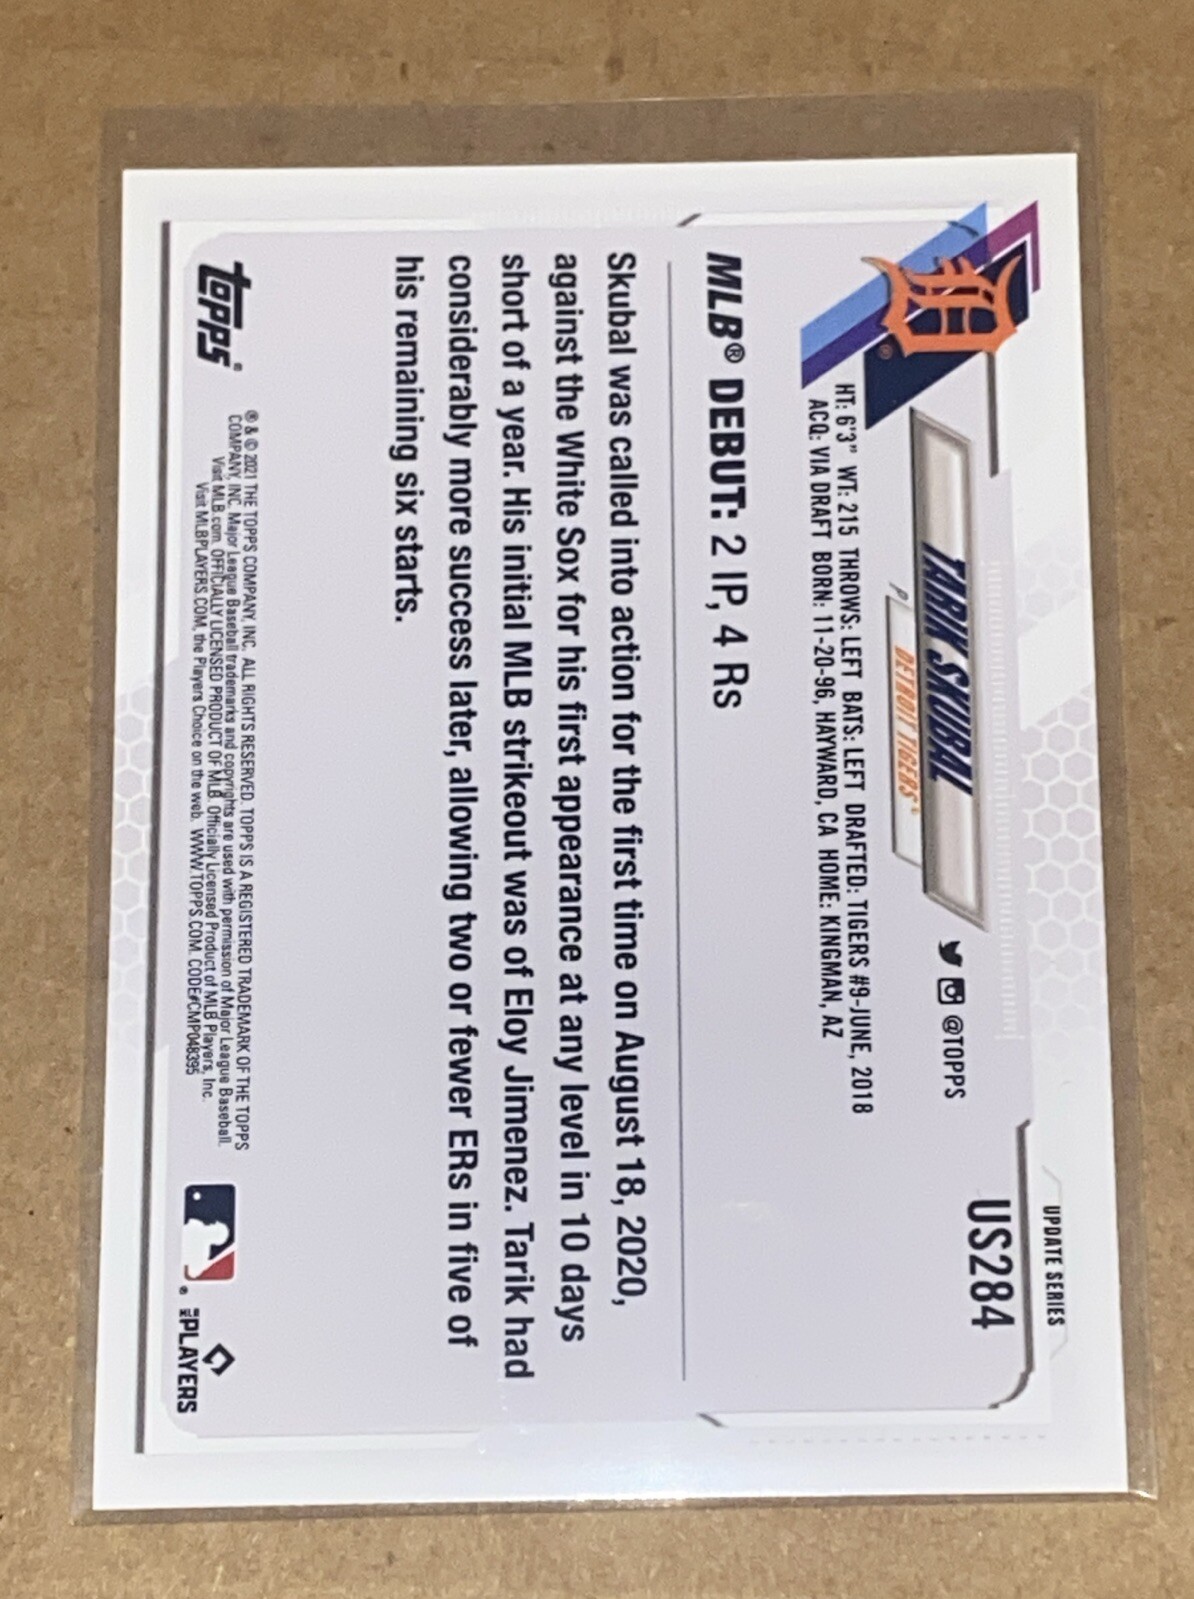 UPDATE SERIES
US284
TARIK SKUBAL
@TOPPS
P
DETROIT TIGERS®
HT: 6'3" WT: 215 THROWS: LEFT BATS: LEFT DRAFTED: TIGERS #9-JUNE, 2018
ACQ: VIA DRAFT BORN: 11-20-96, HAYWARD, CA HOME: KINGMAN, AZ
MLB® DEBUT: 2 IP, 4 Rs
Skubal was called into action for the first time on August 18, 2020,
against the White Sox for his first appearance at any level in 10 days
short of a year. His initial MLB strikeout was of Eloy Jimenez. Tarik had
considerably more success later, allowing two or fewer ERs in five of
his remaining six starts.
topps®
® & © 2021 THE TOPPS COMPANY, INC. ALL RIGHTS RESERVED. TOPPS IS A REGISTERED TRADEMARK OF THE TOPPS
COMPANY, INC. Major League Baseball trademarks and copyrights are used with permission of Major League Baseball.
Visit MLB.com. OFFICIALLY LICENSED PRODUCT OF MLB Officially Licensed Product of MLB Players, Inc.
Visit MLBPLAYERS.COM, the Players Choice on the web. WWW.TOPPS.COM. CODE#CMP048395
MLB PLAYERS